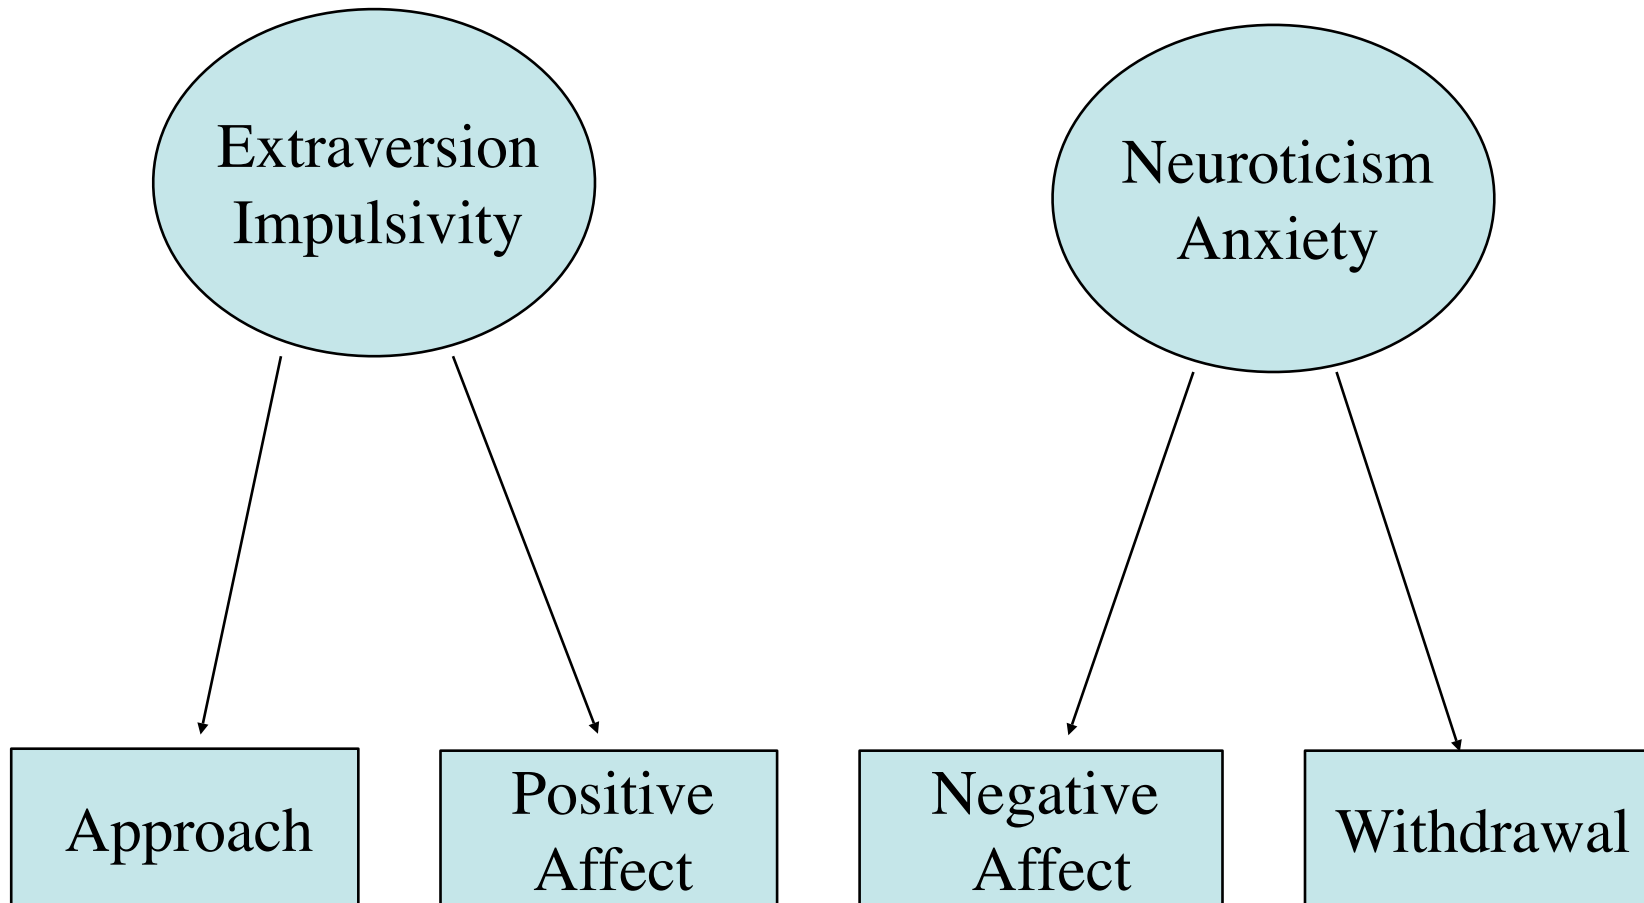 Extraversion
Impulsivity
Neuroticism
Anxiety
Approach
Positive
Affect
Negative
Affect
Withdrawal